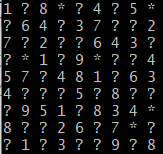 1 ? 8 * ? 4 ? 5 *
? 6 4 ? 3 7 ? ? 2
7 ? 2 ? ? 6 4 3 ?
? * 1 ? 9 * ? ? 4
5 7 ? 4 8 1 ? 6 3
4 ? ? ? 5 ? 8 ? ?
? 9 5 1 ? 8 3 4 *
8 ? ? 2 6 ? 7 * ?
? 1 ? 3 ? ? 9 ? 8